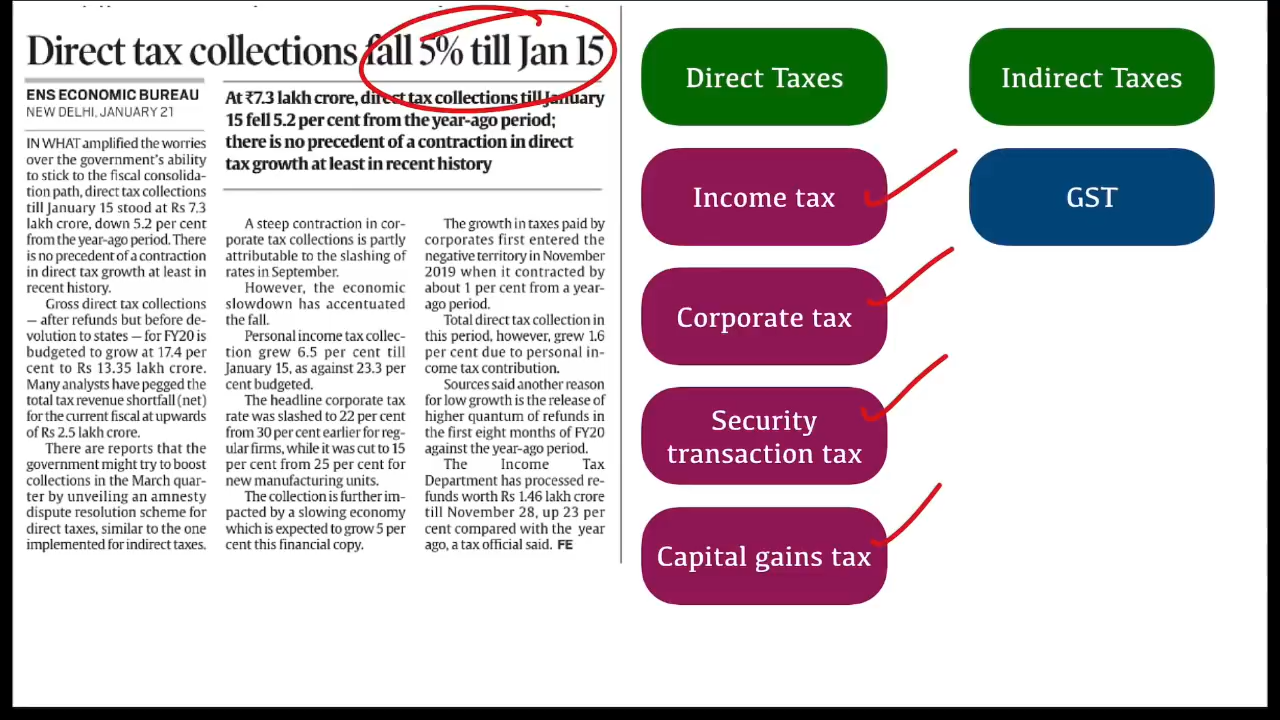 Direct tax collections fall 5% till Jan 15
ENS ECONOMIC BUREAU
NEW DELHI, JANUARY 21
IN WHAT amplified the worries
over the government's ability
to stick to the fiscal consolida-
tion path, direct tax collections
till January 15 stood at Rs 7.3
lakh crore, down 5.2 per cent
from the year-ago period. There
is no precedent of a contraction
in direct tax growth at least in
recent history.
Gross direct tax collections
— after refunds but before de-
volution to states — for FY20 is
budgeted to grow at 17.4 per
cent to Rs 13.35 lakh crore.
Many analysts have pegged the
total tax revenue shortfall (net)
for the current fiscal at upwards
of Rs 2.5 lakh crore.
There are reports that the
government might try to boost
collections in the March quar-
ter by unveiling an amnesty
dispute resolution scheme for
direct taxes, similar to the one
implemented for indirect taxes.
At ₹7.3 lakh crore, direct tax collections till January
15 fell 5.2 per cent from the year-ago period;
there is no precedent of a contraction in direct
tax growth at least in recent history
A steep contraction in cor-
porate tax collections is partly
attributable to the slashing of
rates in September.
However, the economic
slowdown has accentuated
the fall.
Personal income tax collec-
tion grew 6.5 per cent till
January 15, as against 23.3 per
cent budgeted.
The headline corporate tax
rate was slashed to 22 per cent
from 30 per cent earlier for reg-
ular firms, while it was cut to 15
per cent from 25 per cent for
new manufacturing units.
The collection is further im-
pacted by a slowing economy
which is expected to grow 5 per
cent this financial copy.
The growth in taxes paid by
corporates first entered the
negative territory in November
2019 when it contracted by
about 1 per cent from a year-
ago period.
Total direct tax collection in
this period, however, grew 1.6
per cent due to personal in-
come tax contribution.
Sources said another reason
for low growth is the release of
higher quantum of refunds in
the first eight months of FY20
against the year-ago period.
The Income Tax
Department has processed re-
funds worth Rs 1.46 lakh crore
till November 28, up 23 per
cent compared with the year
ago, a tax official said. FE
Direct Taxes
Income tax
Corporate tax
Security
transaction tax
Capital gains tax
Indirect Taxes
GST